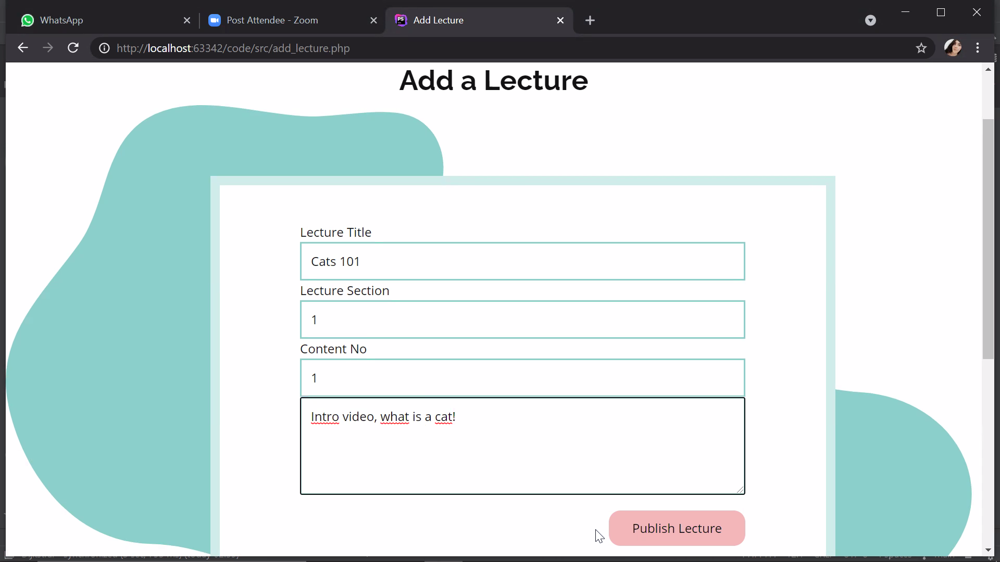 WhatsApp
Post Attendee - Zoom
PS
Add Lecture
http://localhost:63342/code/src/add_lecture.php
Add a Lecture
Lecture Title
Cats 101
Lecture Section
1
Content No
1
Intro video, what is a cat!
Publish Lecture